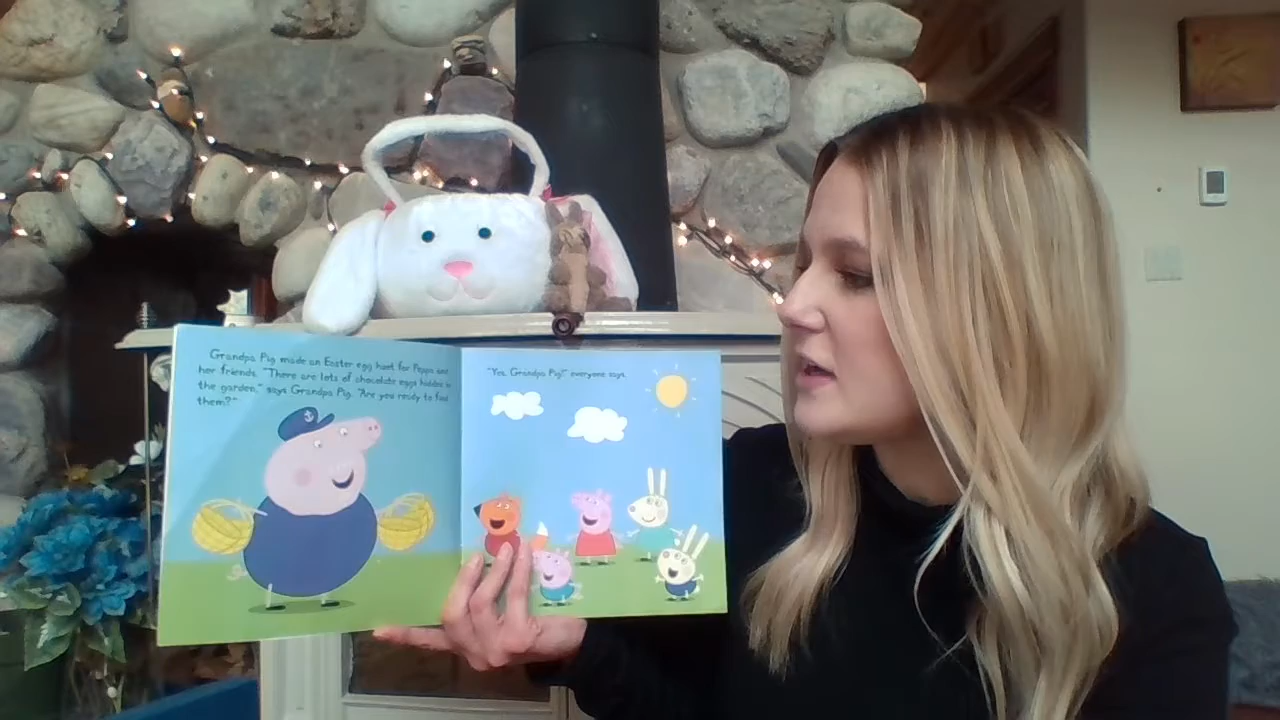 Grandpa Pig made an Easter egg hunt for Peppa and
her friends. "There are lots of chocolate eggs hidden in
the garden," says Grandpa Pig. "Are you ready to find
them?"
"Yes, Grandpa Pig!" everyone says.